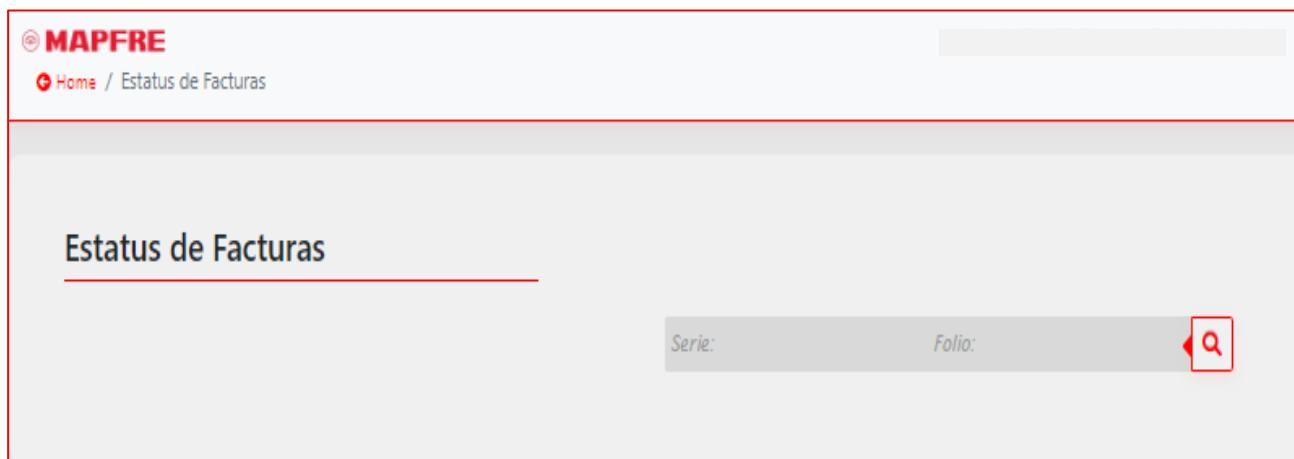 MAPFRE
Home / Estatus de Facturas
Estatus de Facturas
Serie: Folio: